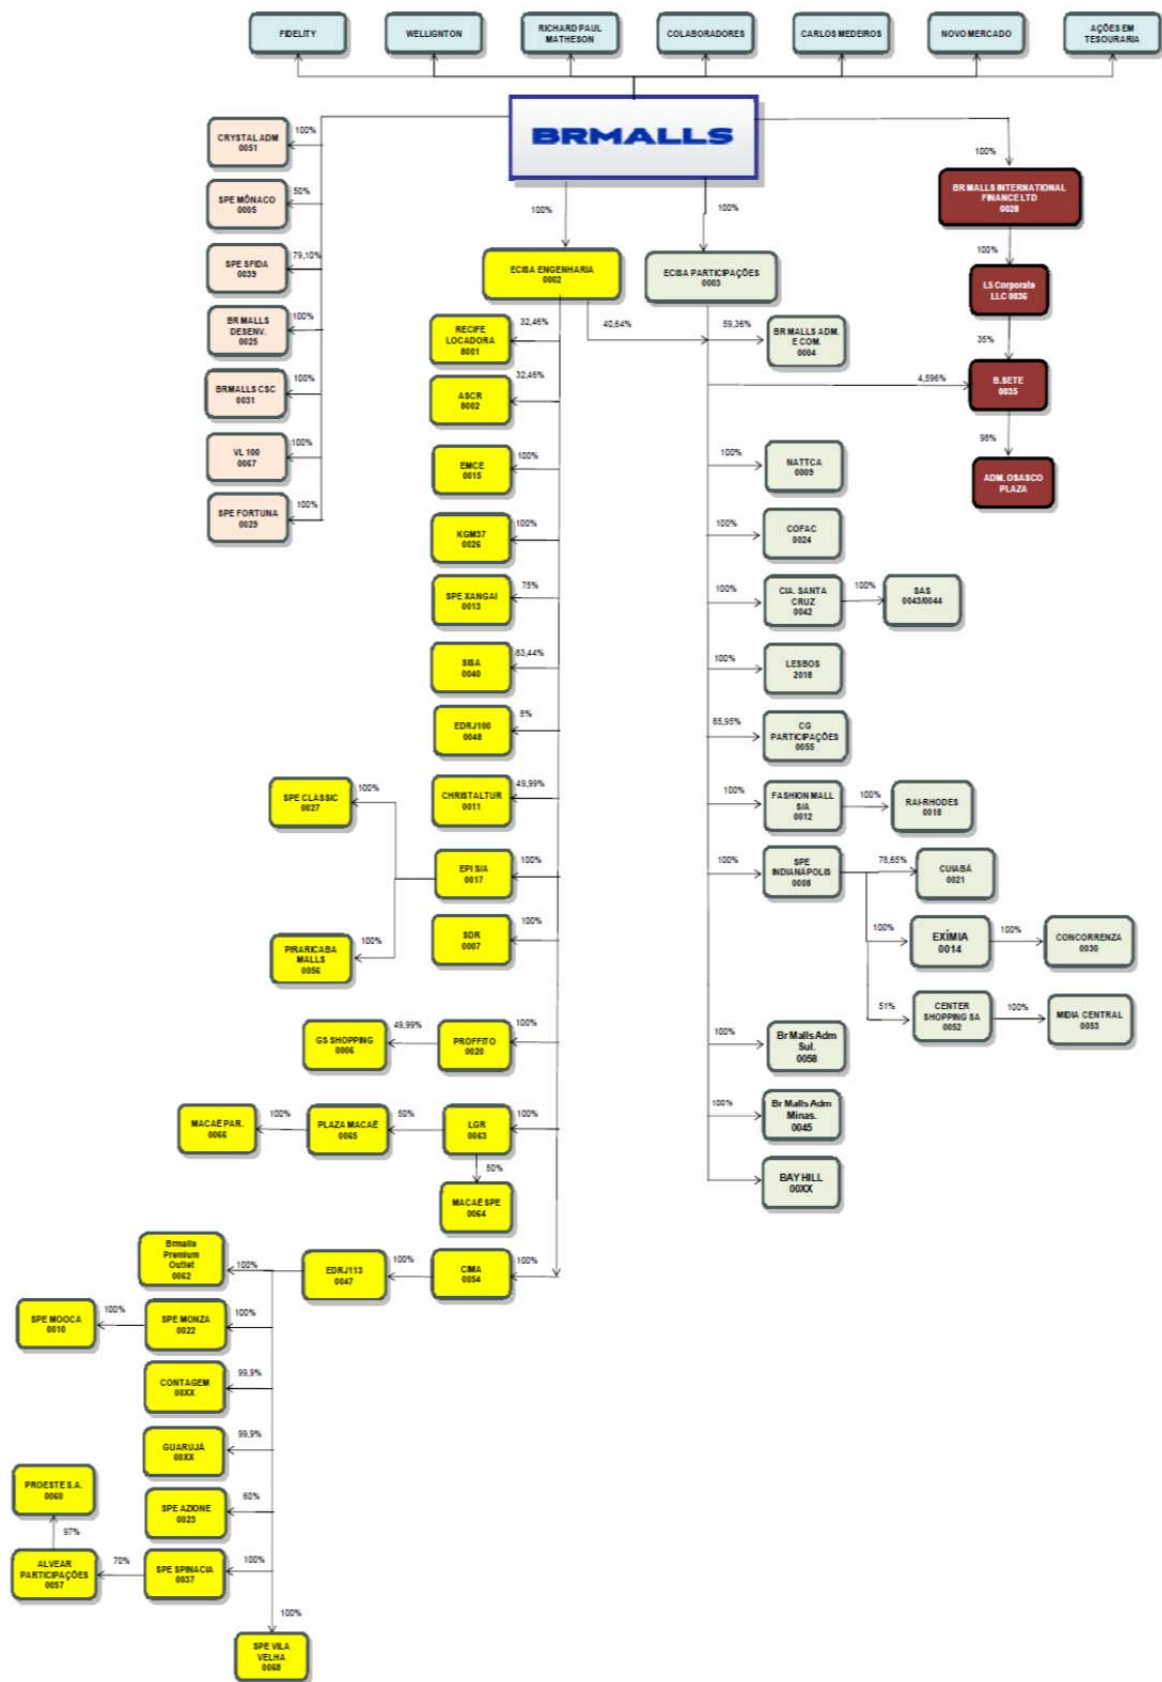 FIDELITY
WELLIGNTON
RICHARD PAUL
MATHESON
COLABORADORES
CARLOS MEDEIROS
NOVO MERCADO
AÇÕES EM
TESOURARIA
BRMALLS
100%
CRYSTAL ADM
0051
50%
SPE MÔNACO
0005
79,10%
SPE SFIDA
0039
100%
BR MALLS
DESENV.
0025
100%
BRMALLS CSC
0031
100%
VL 100
0067
100%
SPE FORTUNA
0029
100%
100%
100%
BR MALLS INTERNATIONAL
FINANCE LTD
0028
100%
L5 Corporate
LLC 0036
35%
B.SETE
0035
98%
ADM. OSASCO
PLAZA
ECISA ENGENHARIA
0002
ECISA PARTICIPAÇÕES
0003
32,46%
RECIFE
LOCADORA
8001
40,64%
59,36%
BR MALLS ADM.
E COM.
0004
4,596%
32,46%
ASCR
8002
100%
EMCE
0015
100%
KGM37
0026
75%
SPE XANGAI
0013
63,44%
SISA
0040
5%
EDRJ100
0048
49,99%
CHRISTALTUR
0011
100%
EPI S/A
0017
100%
SPE CLASSIC
0027
100%
PIRARICABA
MALLS
0056
100%
SDR
0007
100%
PROFFITO
0020
49,99%
GS SHOPPING
0006
100%
LGR
0063
50%
PLAZA MACAÉ
0065
100%
MACAÉ PAR.
0066
50%
MACAÉ SPE
0064
100%
CIMA
0054
100%
EDRJ113
0047
100%
Brmalls
Premium
Outlet
0062
100%
SPE MONZA
0022
100%
SPE MOOCA
0010
99,9%
CONTAGEM
00XX
99,9%
GUARUJÁ
00XX
60%
SPE AZIONE
0023
100%
SPE SPINACIA
0037
70%
ALVEAR
PARTICIPAÇÕES
0057
97%
PROESTE S.A.
0060
100%
SPE VILA
VELHA
0068
100%
NATTCA
0009
100%
COFAC
0024
100%
CIA. SANTA
CRUZ
0042
100%
SAS
0043/0044
100%
LESBOS
2018
65,95%
CG
PARTICIPAÇÕES
0055
100%
FASHION MALL
S/A
0012
100%
RAI-RHODES
0018
100%
SPE
INDIANÁPOLIS
0008
78,65%
CUIABÁ
0021
100%
EXÍMIA
0014
100%
CONCORRENZA
0030
51%
CENTER
SHOPPING SA
0052
100%
MIDIA CENTRAL
0053
100%
Br Malls Adm
Sul.
0058
100%
Br Malls Adm
Minas.
0045
100%
BAY HILL
00XX